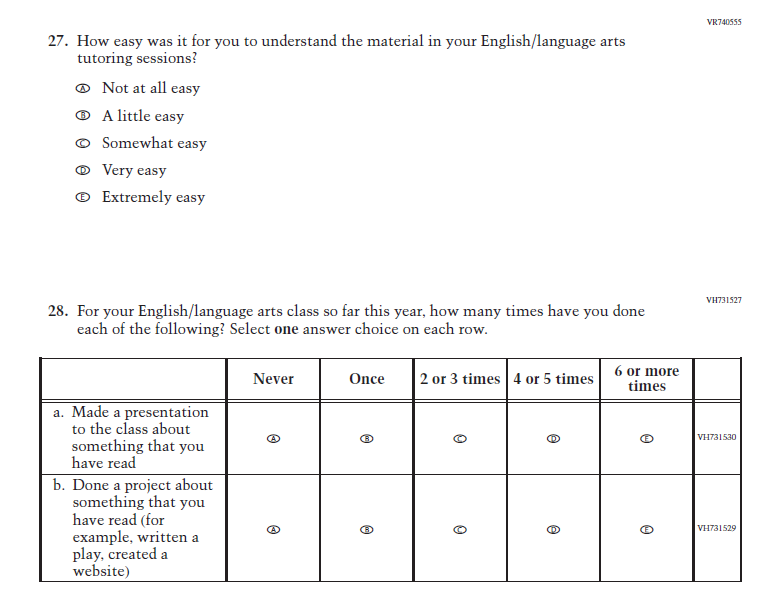 VR740555
27. How easy was it for you to understand the material in your English/language arts
tutoring sessions?
A Not at all easy
B A little easy
C Somewhat easy
D Very easy
E Extremely easy
VH731527
28. For your English/language arts class so far this year, how many times have you done
each of the following? Select one answer choice on each row.
Never Once 2 or 3 times 4 or 5 times 6 or more
times
a. Made a presentation
to the class about
something that you
have read
A B C D E VH731530
b. Done a project about
something that you
have read (for
example, written a
play, created a
website)
A B C D E VH731529